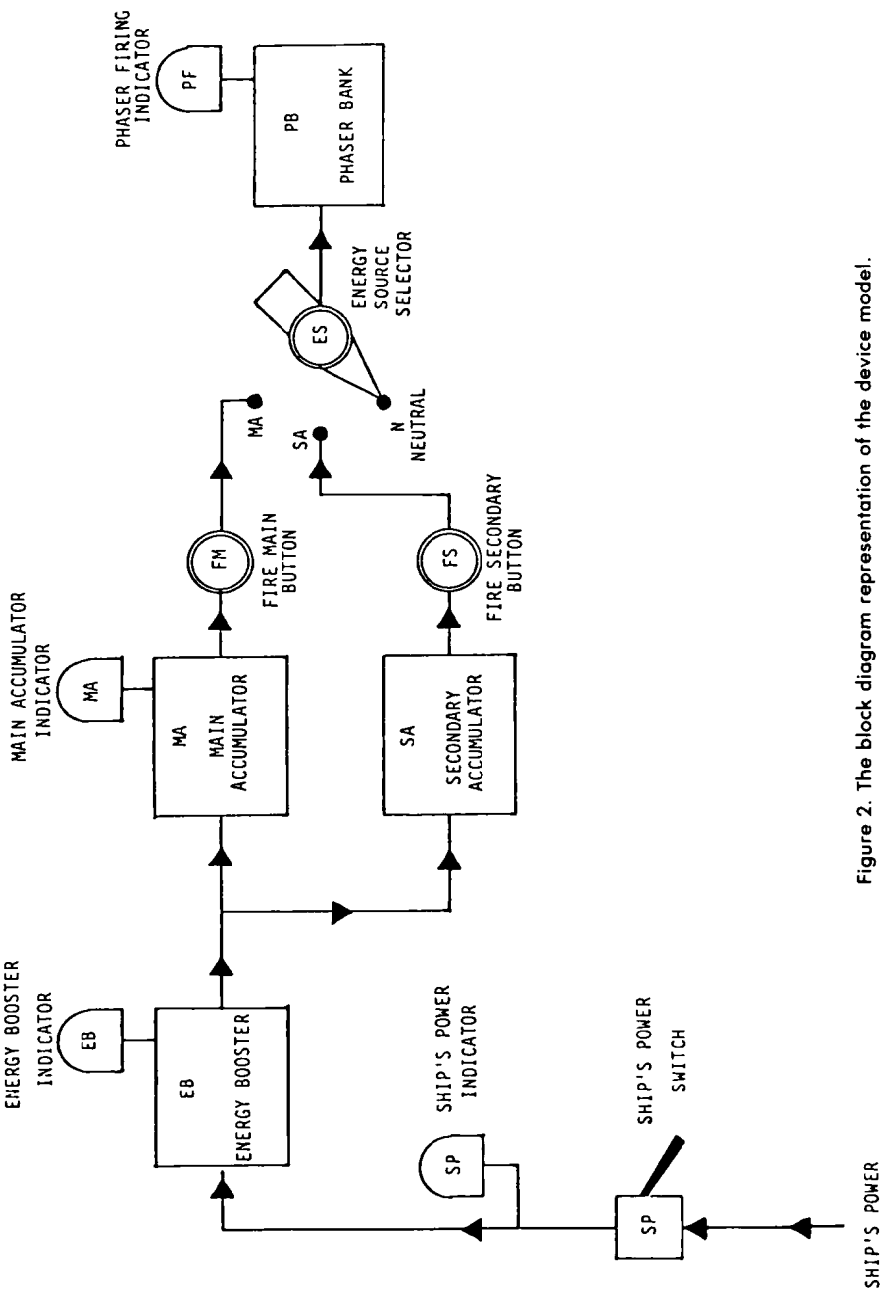 PHASER FIRING
INDICATOR
PF
PB
PHASER BANK
ENERGY
SOURCE
SELECTOR
ES
MA
SA
N
NEUTRAL
FM
FIRE MAIN
BUTTON
FS
FIRE SECONDARY
BUTTON
MAIN ACCUMULATOR
INDICATOR
MA
MA
MAIN
ACCUMULATOR
SA
SECONDARY
ACCUMULATOR
ENERGY BOOSTER
INDICATOR
EB
EB
ENERGY BOOSTER
SHIP'S POWER
INDICATOR
SP
SHIP'S POWER
SWITCH
SP
SHIP'S POWER
Figure 2. The block diagram representation of the device model.